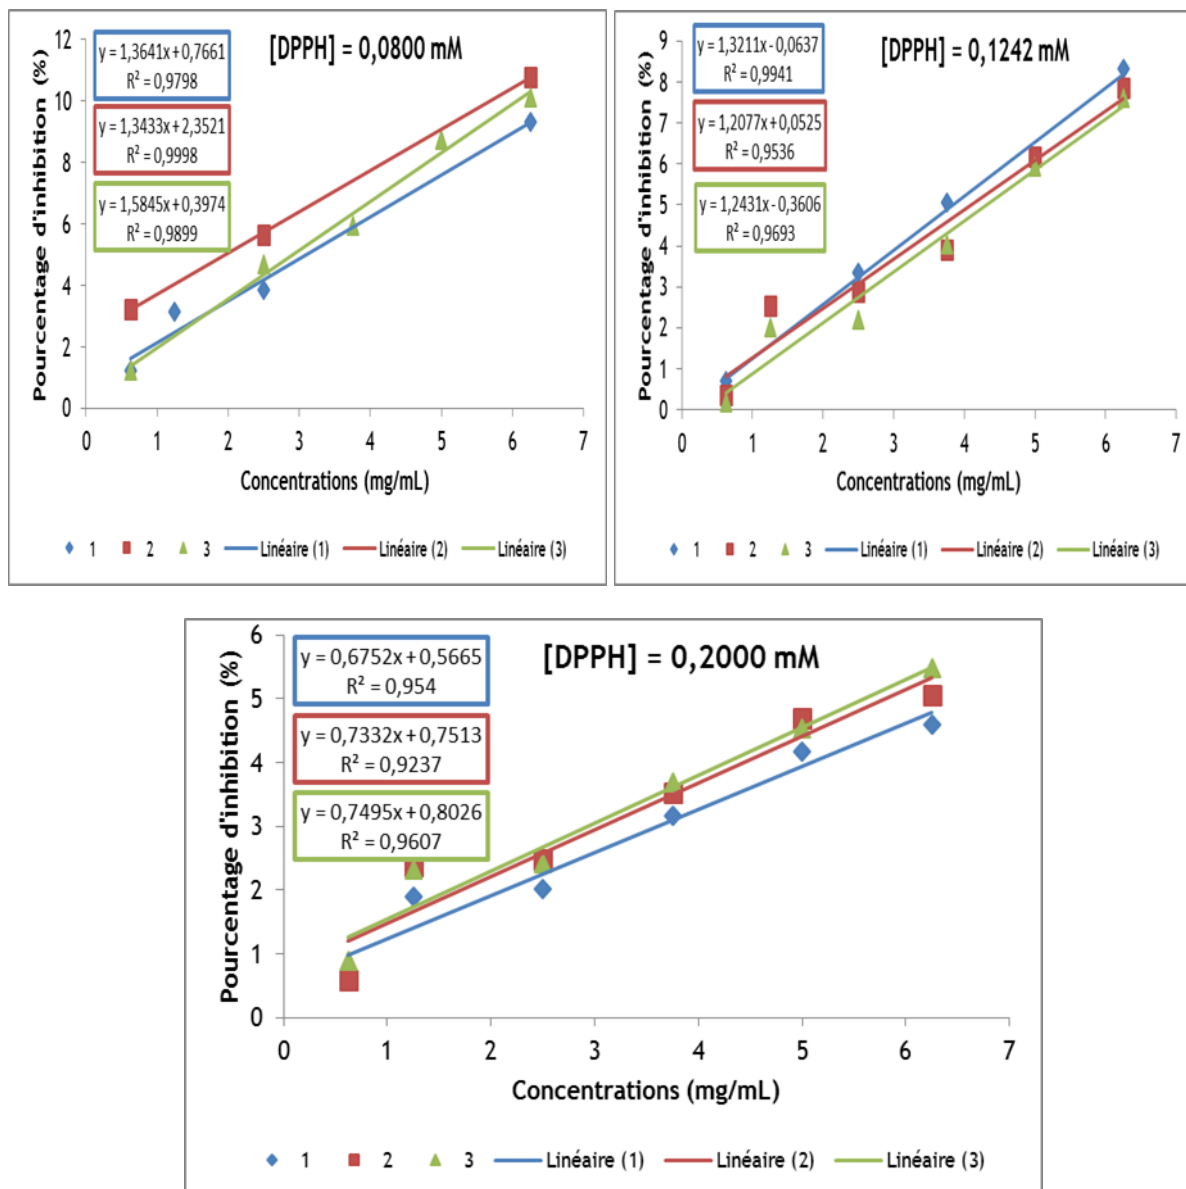 [DPPH] = 0,0800 mM
y = 1,3641x + 0,7661
R² = 0,9798
y = 1,3433x + 2,3521
R² = 0,9998
y = 1,5845x + 0,3974
R² = 0,9899
Pourcentage d'inhibition (%)
12
10
8
6
4
2
0
0 1 2 3 4 5 6 7
Concentrations (mg/mL)
1 2 3 Linéaire (1) Linéaire (2) Linéaire (3)
[DPPH] = 0,1242 mM
y = 1,3211x - 0,0637
R² = 0,9941
y = 1,2077x + 0,0525
R² = 0,9536
y = 1,2431x - 0,3606
R² = 0,9693
Pourcentage d'inhibition (%)
9
8
7
6
5
4
3
2
1
0
0 1 2 3 4 5 6 7
Concentrations (mg/mL)
1 2 3 Linéaire (1) Linéaire (2) Linéaire (3)
[DPPH] = 0,2000 mM
y = 0,6752x + 0,5665
R² = 0,954
y = 0,7332x + 0,7513
R² = 0,9237
y = 0,7495x + 0,8026
R² = 0,9607
Pourcentage d'inhibition (%)
6
5
4
3
2
1
0
0 1 2 3 4 5 6 7
Concentrations (mg/mL)
1 2 3 Linéaire (1) Linéaire (2) Linéaire (3)